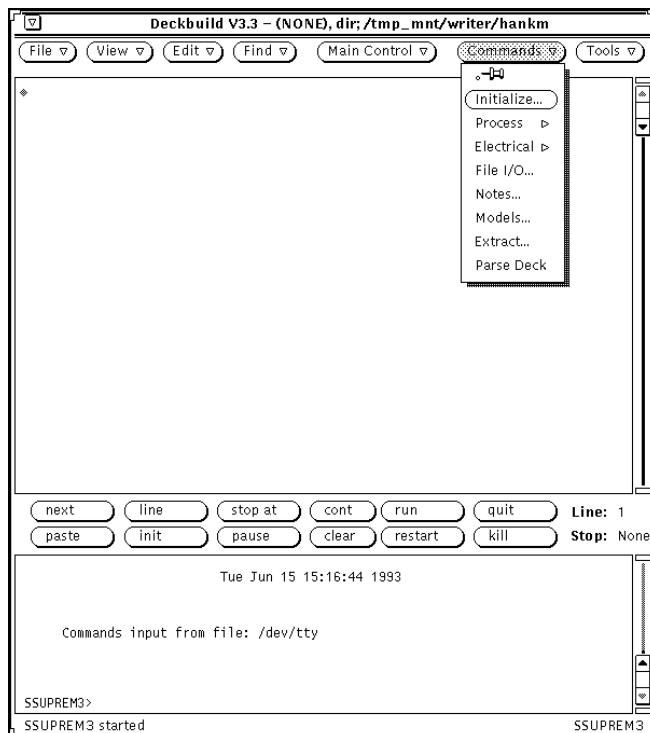 Deckbuild V3.3 – (NONE), dir; /tmp_mnt/writer/hankm
File View Edit Find Main Control Commands Tools
Initialize...
Process
Electrical
File I/O...
Notes...
Models...
Extract...
Parse Deck
next line stop at cont run quit Line: 1
paste init pause clear restart kill Stop: None
Tue Jun 15 15:16:44 1993
Commands input from file: /dev/tty
SSUPREM3>
SSUPREM3 started SSUPREM3